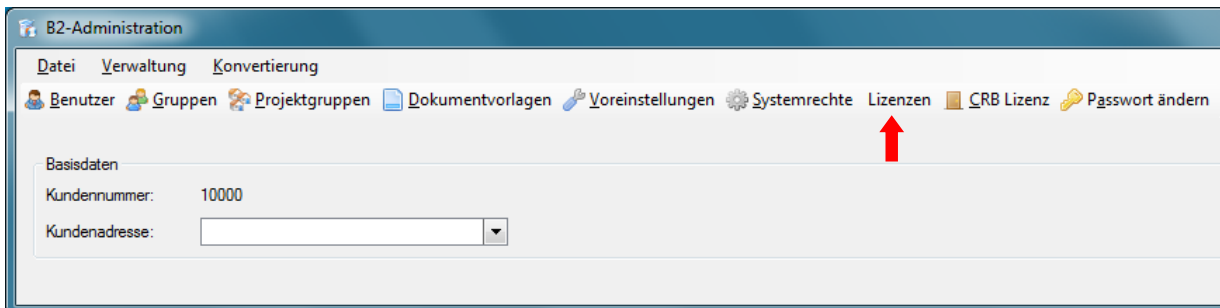 B2-Administration
Datei Verwaltung Konvertierung
Benutzer Gruppen Projektgruppen Dokumentvorlagen Voreinstellungen Systemrechte Lizenzen CRB Lizenz Passwort ändern
Basisdaten
Kundennummer: 10000
Kundenadresse: